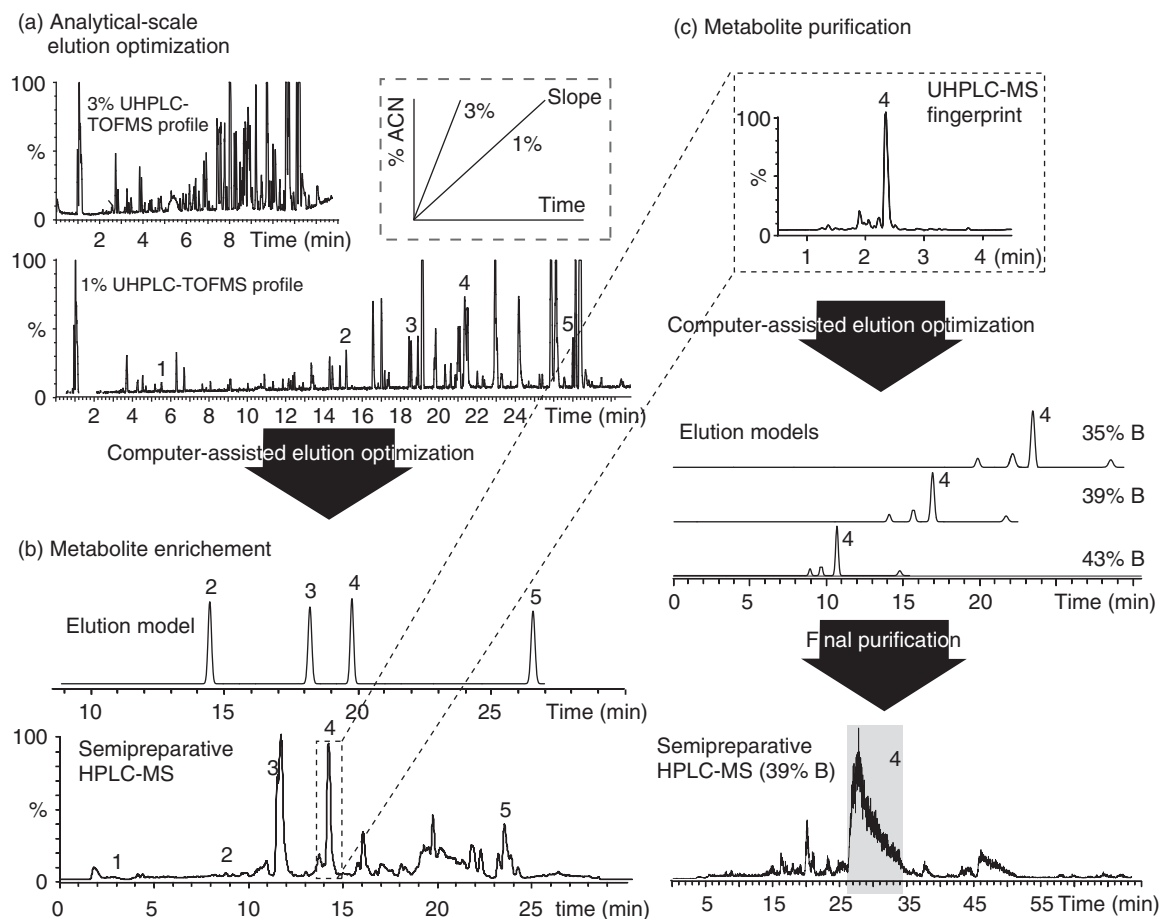 (a) Analytical-scale
elution optimization
100
%
0
3% UHPLC-
TOFMS profile
2 4 6 8 Time (min)
% ACN
3%
Slope
1%
Time
100
%
0
1% UHPLC-TOFMS profile
1 2 3 4 5
2 4 6 8 10 12 14 16 18 20 22 24 Time (min)
Computer-assisted elution optimization
(b) Metabolite enrichement
Elution model
2 3 4 5
10 15 20 25 Time (min)
100
%
0
Semipreparative
HPLC-MS
1 2 3 4 5
0 5 10 15 20 25 time (min)
(c) Metabolite purification
UHPLC-MS
fingerprint
4
100
%
0
1 2 3 4 (min)
Computer-assisted elution optimization
Elution models
4 35% B
4 39% B
4 43% B
0 5 10 15 20 Time (min)
F nal purification
Semipreparative
HPLC-MS (39% B)
4
5 15 25 35 45 55 Time (min)